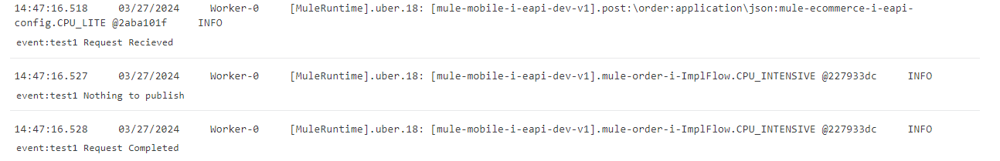 14:47:16.518 03/27/2024 Worker-0 [MuleRuntime].uber.18: [mule-mobile-i-eapi-dev-v1].post:\order:application\json:mule-ecommerce-i-eapi-
config.CPU_LITE @2aba101f INFO
event:test1 Request Recieved
14:47:16.527 03/27/2024 Worker-0 [MuleRuntime].uber.18: [mule-mobile-i-eapi-dev-v1].mule-order-i-ImplFlow.CPU_INTENSIVE @227933dc INFO
event:test1 Nothing to publish
14:47:16.528 03/27/2024 Worker-0 [MuleRuntime].uber.18: [mule-mobile-i-eapi-dev-v1].mule-order-i-ImplFlow.CPU_INTENSIVE @227933dc INFO
event:test1 Request Completed